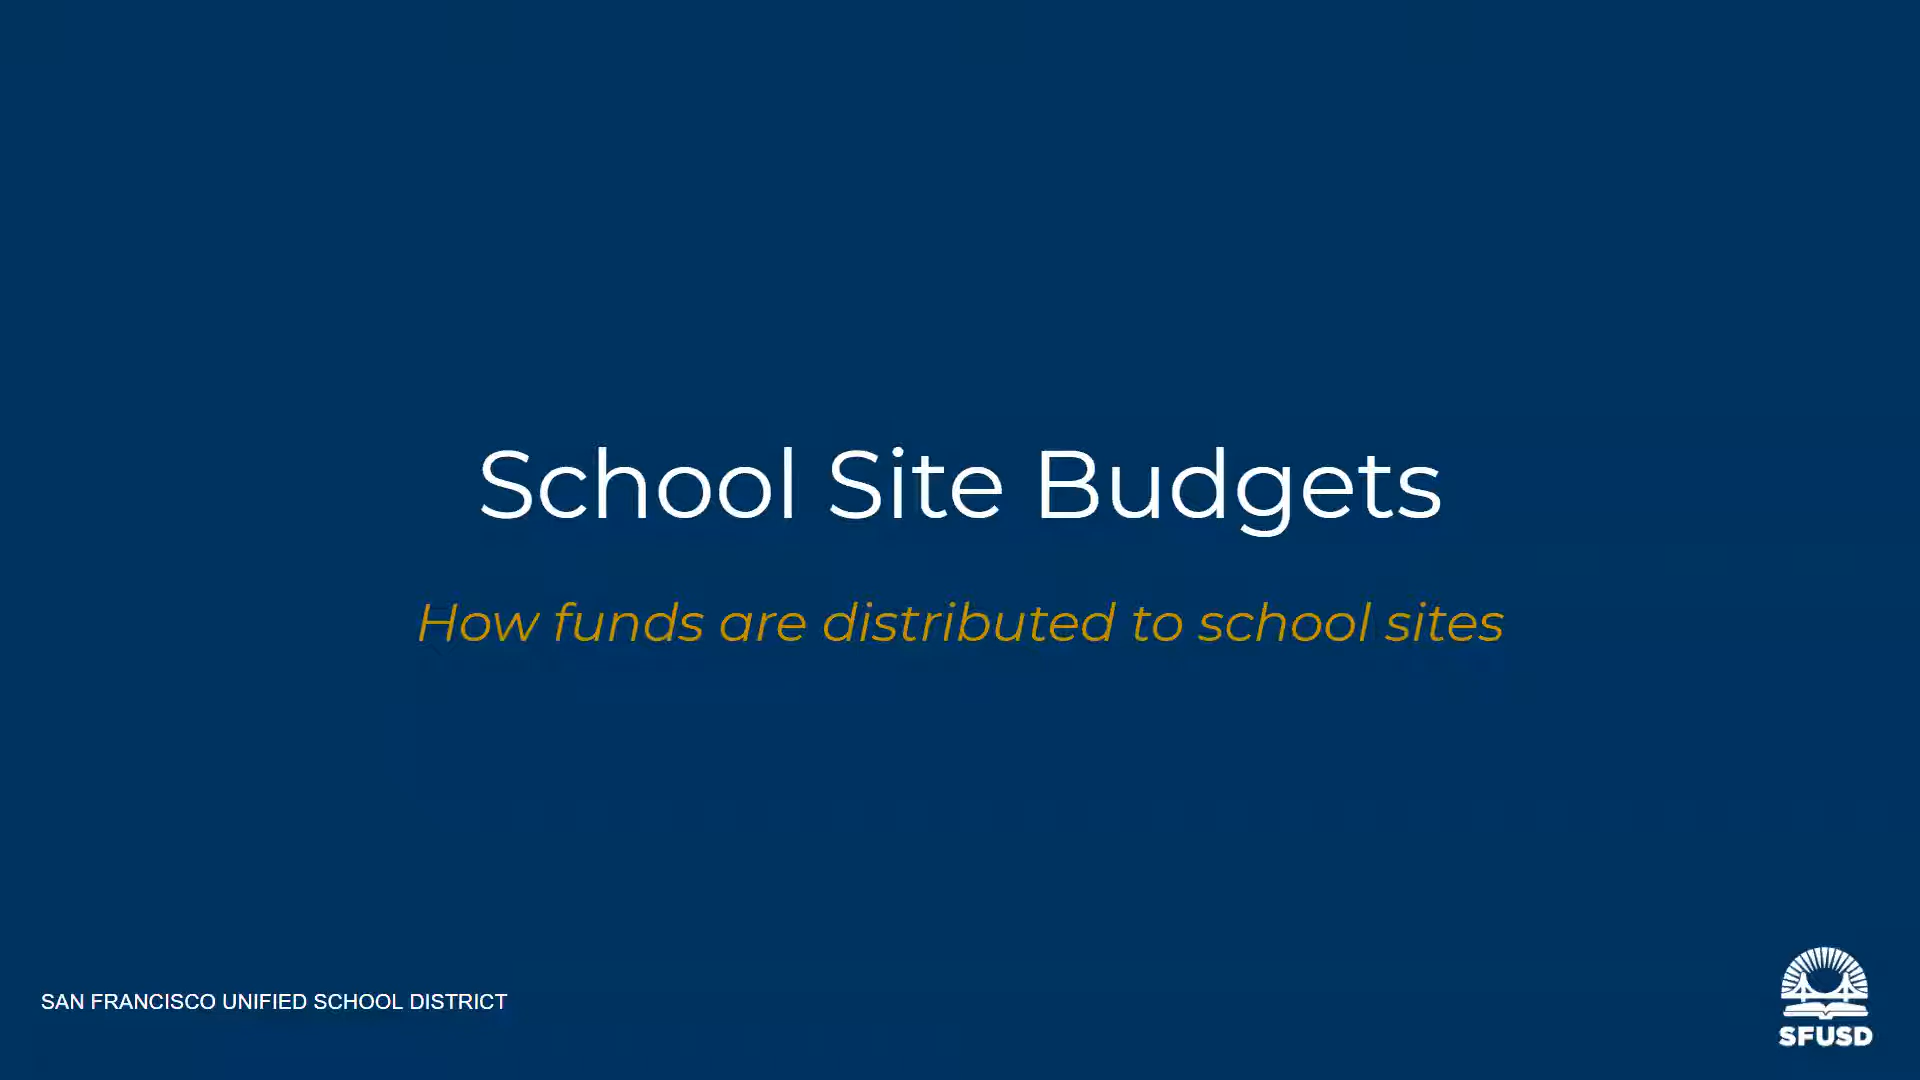 School Site Budgets
How funds are distributed to school sites
SAN FRANCISCO UNIFIED SCHOOL DISTRICT
SFUSD